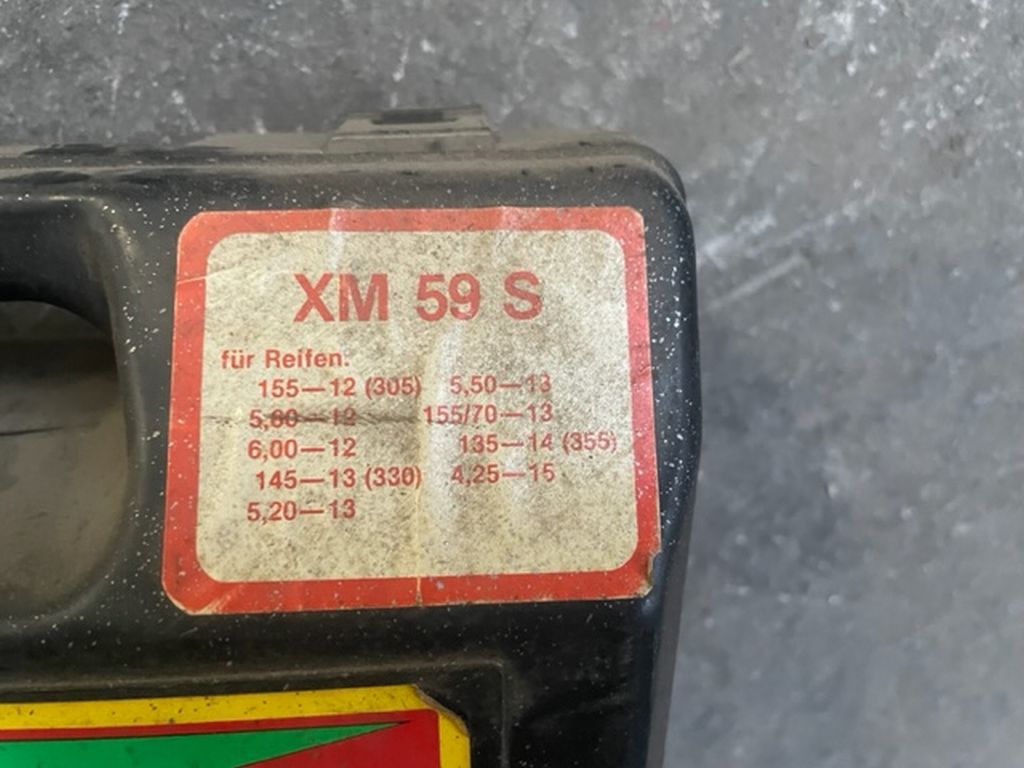 XM 59 S
für Reifen:
155—12 (305) 5,50—13
5,60—12 155/70—13
6,00—12 135—14 (355)
145—13 (330) 4,25—15
5,20—13